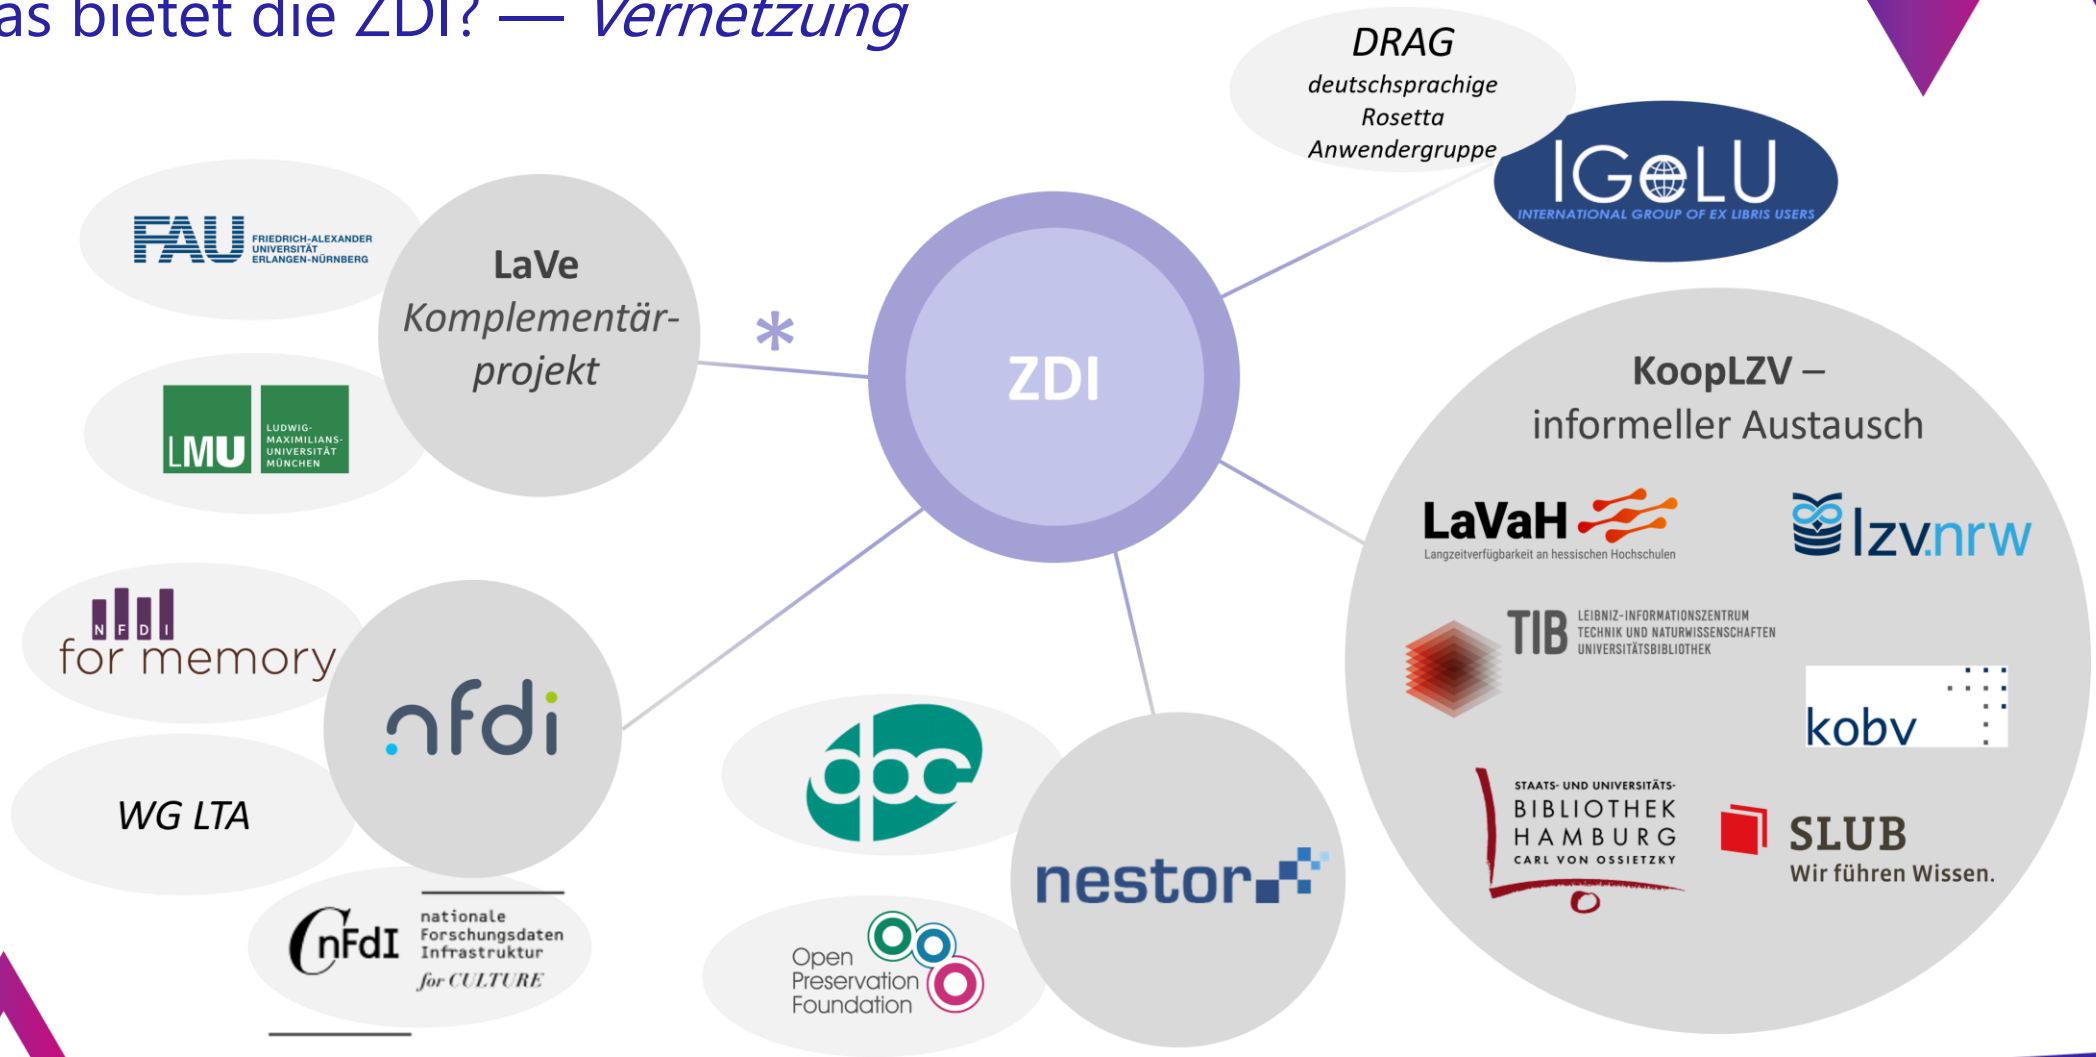 as bietet die ZDI? — Vernetzung
DRAG
deutschsprachige
Rosetta
Anwendergruppe
IGeLU
INTERNATIONAL GROUP OF EX LIBRIS USERS
FAU
FRIEDRICH-ALEXANDER
UNIVERSITÄT
ERLANGEN-NÜRNBERG
LaVe
Komplementär-
projekt
*
ZDI
LMU
LUDWIG-
MAXIMILIANS-
UNIVERSITÄT
MÜNCHEN
KoopLZV –
informeller Austausch
LaVaH
Langzeitverfügbarkeit an hessischen Hochschulen
lzv.nrw
TIB
LEIBNIZ-INFORMATIONSZENTRUM
TECHNIK UND NATURWISSENSCHAFTEN
UNIVERSITÄTSBIBLIOTHEK
kobv
STAATS- UND UNIVERSITÄTS-
BIBLIOTHEK
HAMBURG
CARL VON OSSIETZKY
SLUB
Wir führen Wissen.
NFDI
for memory
nfdi
WG LTA
nFdI
nationale
Forschungsdaten
Infrastruktur
for CULTURE
dpc
nestor
Open
Preservation
Foundation